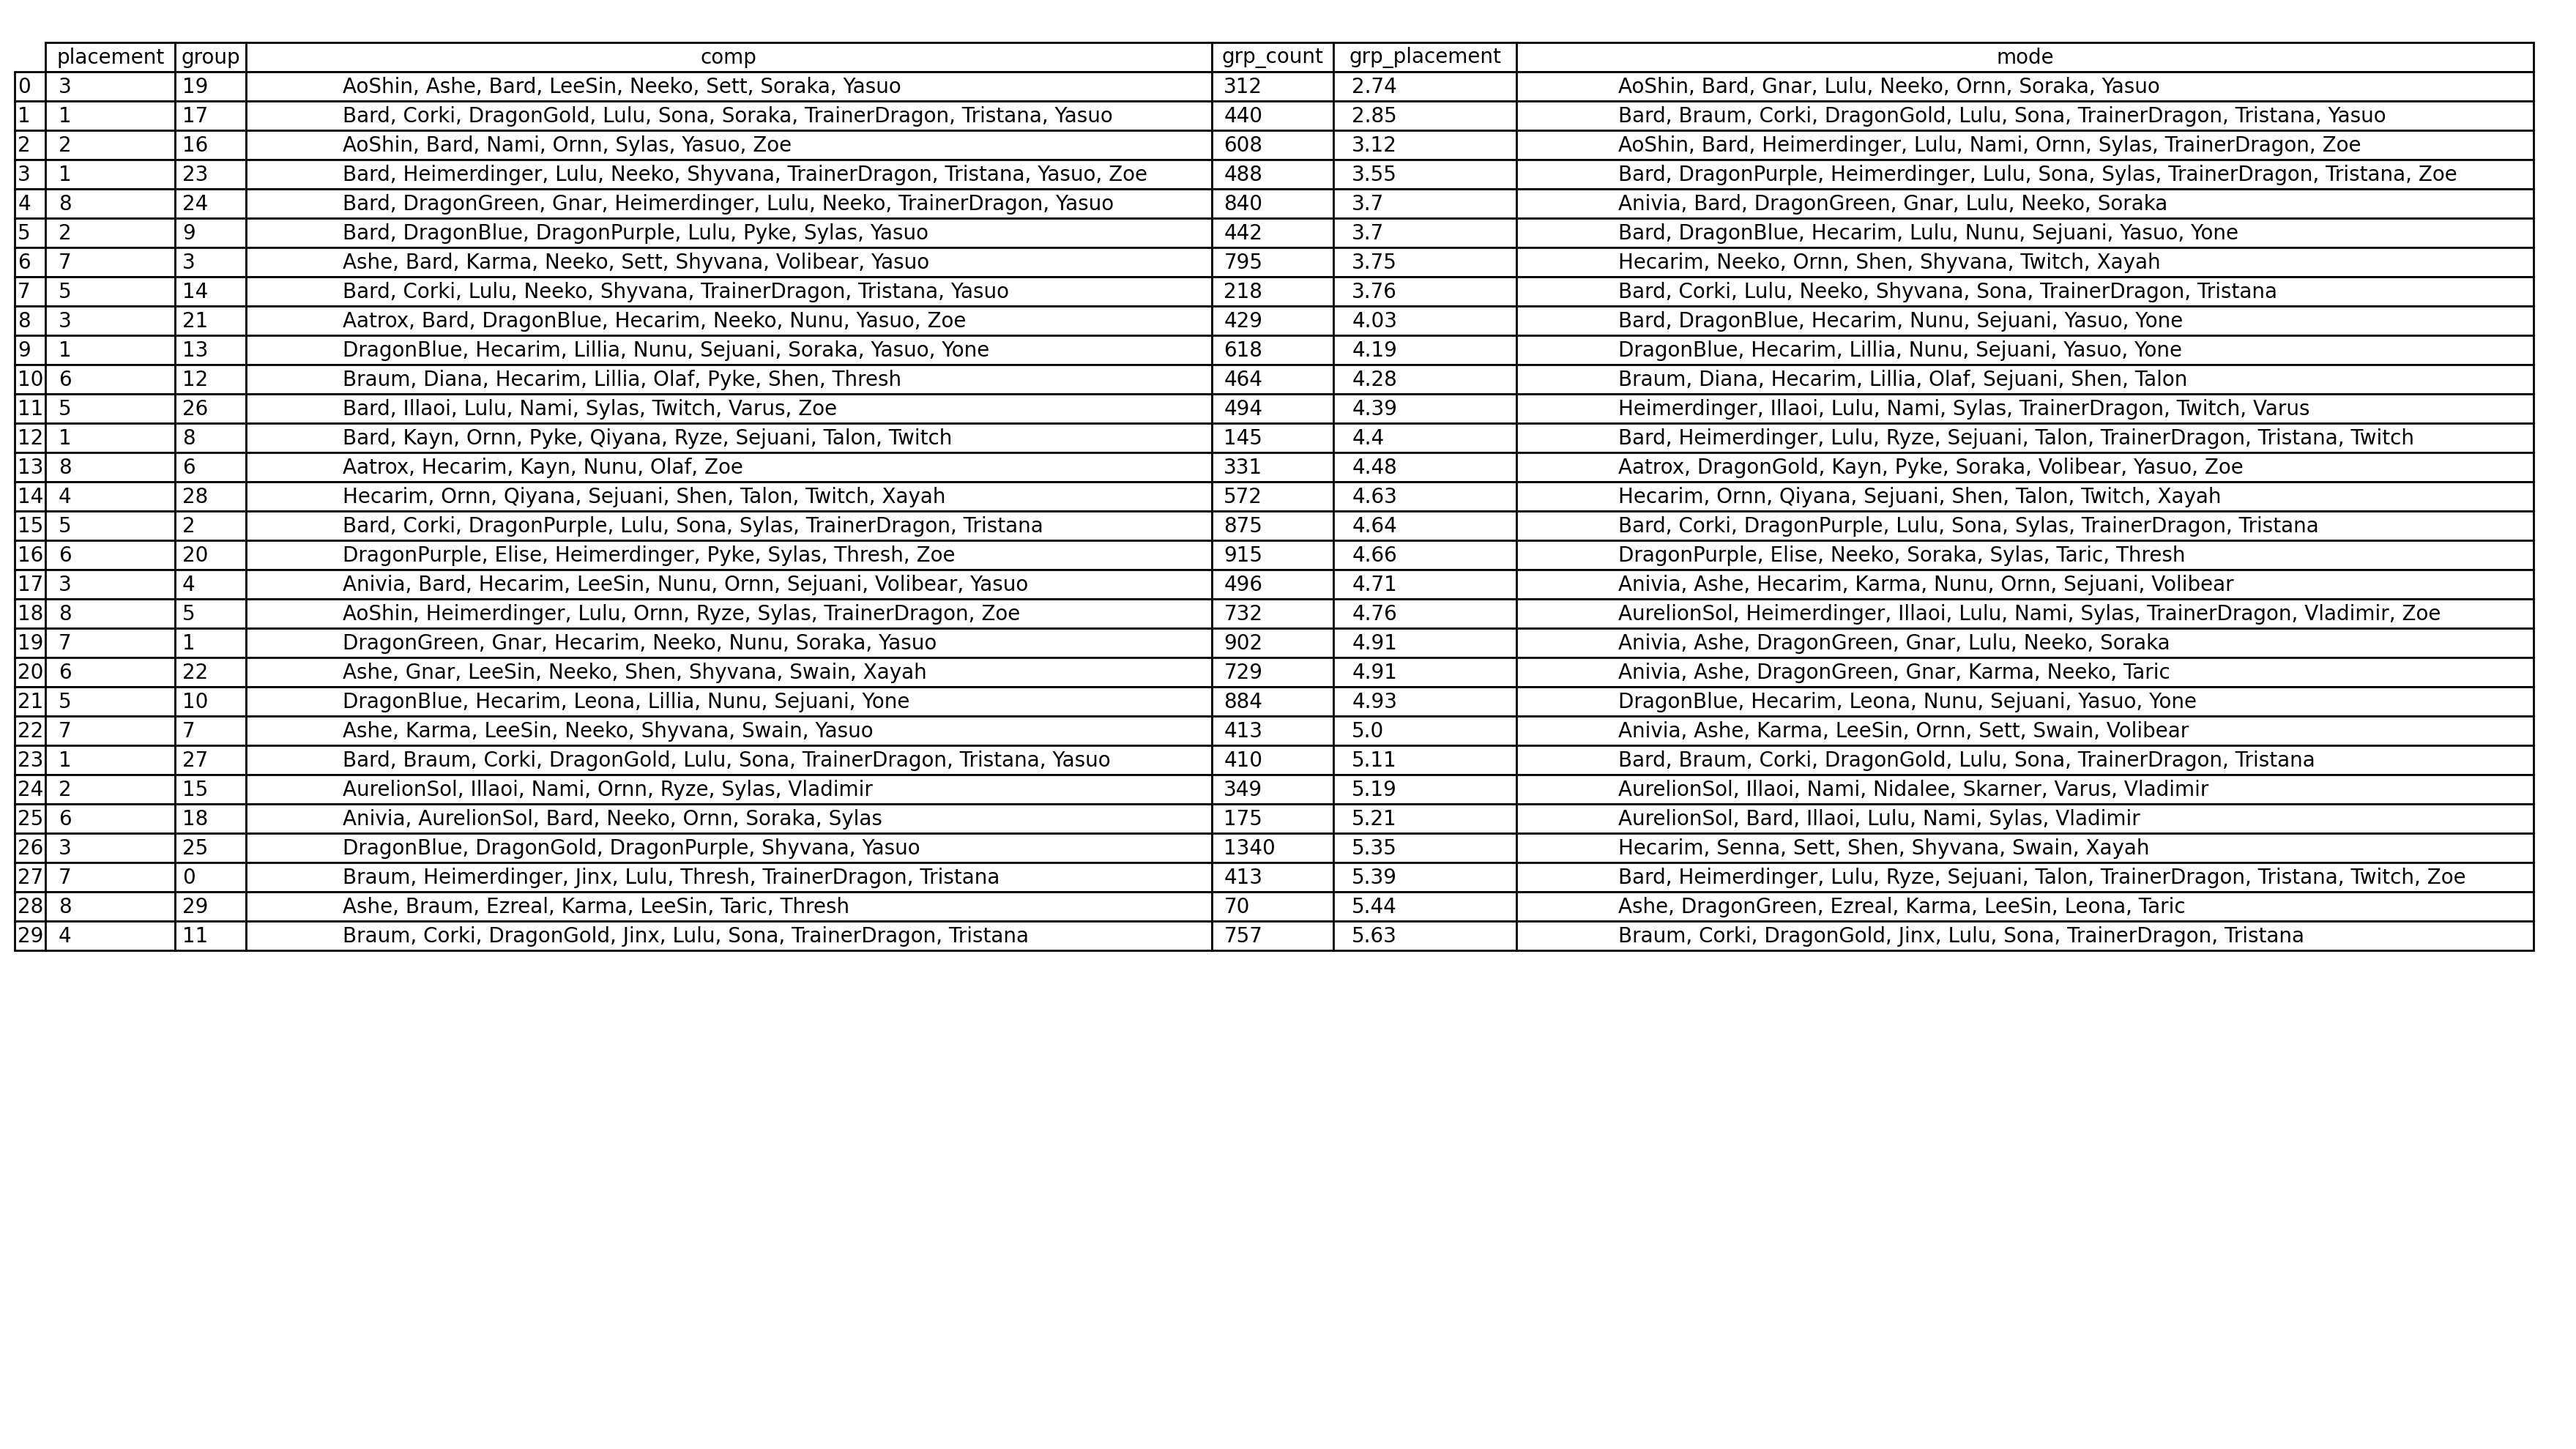 placement group comp grp_count grp_placement mode
0 3 19 AoShin, Ashe, Bard, LeeSin, Neeko, Sett, Soraka, Yasuo 312 2.74 AoShin, Bard, Gnar, Lulu, Neeko, Ornn, Soraka, Yasuo
1 1 17 Bard, Corki, DragonGold, Lulu, Sona, Soraka, TrainerDragon, Tristana, Yasuo 440 2.85 Bard, Braum, Corki, DragonGold, Lulu, Sona, TrainerDragon, Tristana, Yasuo
2 2 16 AoShin, Bard, Nami, Ornn, Sylas, Yasuo, Zoe 608 3.12 AoShin, Bard, Heimerdinger, Lulu, Nami, Ornn, Sylas, TrainerDragon, Zoe
3 1 23 Bard, Heimerdinger, Lulu, Neeko, Shyvana, TrainerDragon, Tristana, Yasuo, Zoe 488 3.55 Bard, DragonPurple, Heimerdinger, Lulu, Sona, Sylas, TrainerDragon, Tristana, Zoe
4 8 24 Bard, DragonGreen, Gnar, Heimerdinger, Lulu, Neeko, TrainerDragon, Yasuo 840 3.7 Anivia, Bard, DragonGreen, Gnar, Lulu, Neeko, Soraka
5 2 9 Bard, DragonBlue, DragonPurple, Lulu, Pyke, Sylas, Yasuo 442 3.7 Bard, DragonBlue, Hecarim, Lulu, Nunu, Sejuani, Yasuo, Yone
6 7 3 Ashe, Bard, Karma, Neeko, Sett, Shyvana, Volibear, Yasuo 795 3.75 Hecarim, Neeko, Ornn, Shen, Shyvana, Twitch, Xayah
7 5 14 Bard, Corki, Lulu, Neeko, Shyvana, TrainerDragon, Tristana, Yasuo 218 3.76 Bard, Corki, Lulu, Neeko, Shyvana, Sona, TrainerDragon, Tristana
8 3 21 Aatrox, Bard, DragonBlue, Hecarim, Neeko, Nunu, Yasuo, Zoe 429 4.03 Bard, DragonBlue, Hecarim, Nunu, Sejuani, Yasuo, Yone
9 1 13 DragonBlue, Hecarim, Lillia, Nunu, Sejuani, Soraka, Yasuo, Yone 618 4.19 DragonBlue, Hecarim, Lillia, Nunu, Sejuani, Yasuo, Yone
10 6 12 Braum, Diana, Hecarim, Lillia, Olaf, Pyke, Shen, Thresh 464 4.28 Braum, Diana, Hecarim, Lillia, Olaf, Sejuani, Shen, Talon
11 5 26 Bard, Illaoi, Lulu, Nami, Sylas, Twitch, Varus, Zoe 494 4.39 Heimerdinger, Illaoi, Lulu, Nami, Sylas, TrainerDragon, Twitch, Varus
12 1 8 Bard, Kayn, Ornn, Pyke, Qiyana, Ryze, Sejuani, Talon, Twitch 145 4.4 Bard, Heimerdinger, Lulu, Ryze, Sejuani, Talon, TrainerDragon, Tristana, Twitch
13 8 6 Aatrox, Hecarim, Kayn, Nunu, Olaf, Zoe 331 4.48 Aatrox, DragonGold, Kayn, Pyke, Soraka, Volibear, Yasuo, Zoe
14 4 28 Hecarim, Ornn, Qiyana, Sejuani, Shen, Talon, Twitch, Xayah 572 4.63 Hecarim, Ornn, Qiyana, Sejuani, Shen, Talon, Twitch, Xayah
15 5 2 Bard, Corki, DragonPurple, Lulu, Sona, Sylas, TrainerDragon, Tristana 875 4.64 Bard, Corki, DragonPurple, Lulu, Sona, Sylas, TrainerDragon, Tristana
16 6 20 DragonPurple, Elise, Heimerdinger, Pyke, Sylas, Thresh, Zoe 915 4.66 DragonPurple, Elise, Neeko, Soraka, Sylas, Taric, Thresh
17 3 4 Anivia, Bard, Hecarim, LeeSin, Nunu, Ornn, Sejuani, Volibear, Yasuo 496 4.71 Anivia, Ashe, Hecarim, Karma, Nunu, Ornn, Sejuani, Volibear
18 8 5 AoShin, Heimerdinger, Lulu, Ornn, Ryze, Sylas, TrainerDragon, Zoe 732 4.76 AurelionSol, Heimerdinger, Illaoi, Lulu, Nami, Sylas, TrainerDragon, Vladimir, Zoe
19 7 1 DragonGreen, Gnar, Hecarim, Neeko, Nunu, Soraka, Yasuo 902 4.91 Anivia, Ashe, DragonGreen, Gnar, Lulu, Neeko, Soraka
20 6 22 Ashe, Gnar, LeeSin, Neeko, Shen, Shyvana, Swain, Xayah 729 4.91 Anivia, Ashe, DragonGreen, Gnar, Karma, Neeko, Taric
21 5 10 DragonBlue, Hecarim, Leona, Lillia, Nunu, Sejuani, Yone 884 4.93 DragonBlue, Hecarim, Leona, Nunu, Sejuani, Yasuo, Yone
22 7 7 Ashe, Karma, LeeSin, Neeko, Shyvana, Swain, Yasuo 413 5.0 Anivia, Ashe, Karma, LeeSin, Ornn, Sett, Swain, Volibear
23 1 27 Bard, Braum, Corki, DragonGold, Lulu, Sona, TrainerDragon, Tristana, Yasuo 410 5.11 Bard, Braum, Corki, DragonGold, Lulu, Sona, TrainerDragon, Tristana
24 2 15 AurelionSol, Illaoi, Nami, Ornn, Ryze, Sylas, Vladimir 349 5.19 AurelionSol, Illaoi, Nami, Nidalee, Skarner, Varus, Vladimir
25 6 18 Anivia, AurelionSol, Bard, Neeko, Ornn, Soraka, Sylas 175 5.21 AurelionSol, Bard, Illaoi, Lulu, Nami, Sylas, Vladimir
26 3 25 DragonBlue, DragonGold, DragonPurple, Shyvana, Yasuo 1340 5.35 Hecarim, Senna, Sett, Shen, Shyvana, Swain, Xayah
27 7 0 Braum, Heimerdinger, Jinx, Lulu, Thresh, TrainerDragon, Tristana 413 5.39 Bard, Heimerdinger, Lulu, Ryze, Sejuani, Talon, TrainerDragon, Tristana, Twitch, Zoe
28 8 29 Ashe, Braum, Ezreal, Karma, LeeSin, Taric, Thresh 70 5.44 Ashe, DragonGreen, Ezreal, Karma, LeeSin, Leona, Taric
29 4 11 Braum, Corki, DragonGold, Jinx, Lulu, Sona, TrainerDragon, Tristana 757 5.63 Braum, Corki, DragonGold, Jinx, Lulu, Sona, TrainerDragon, Tristana